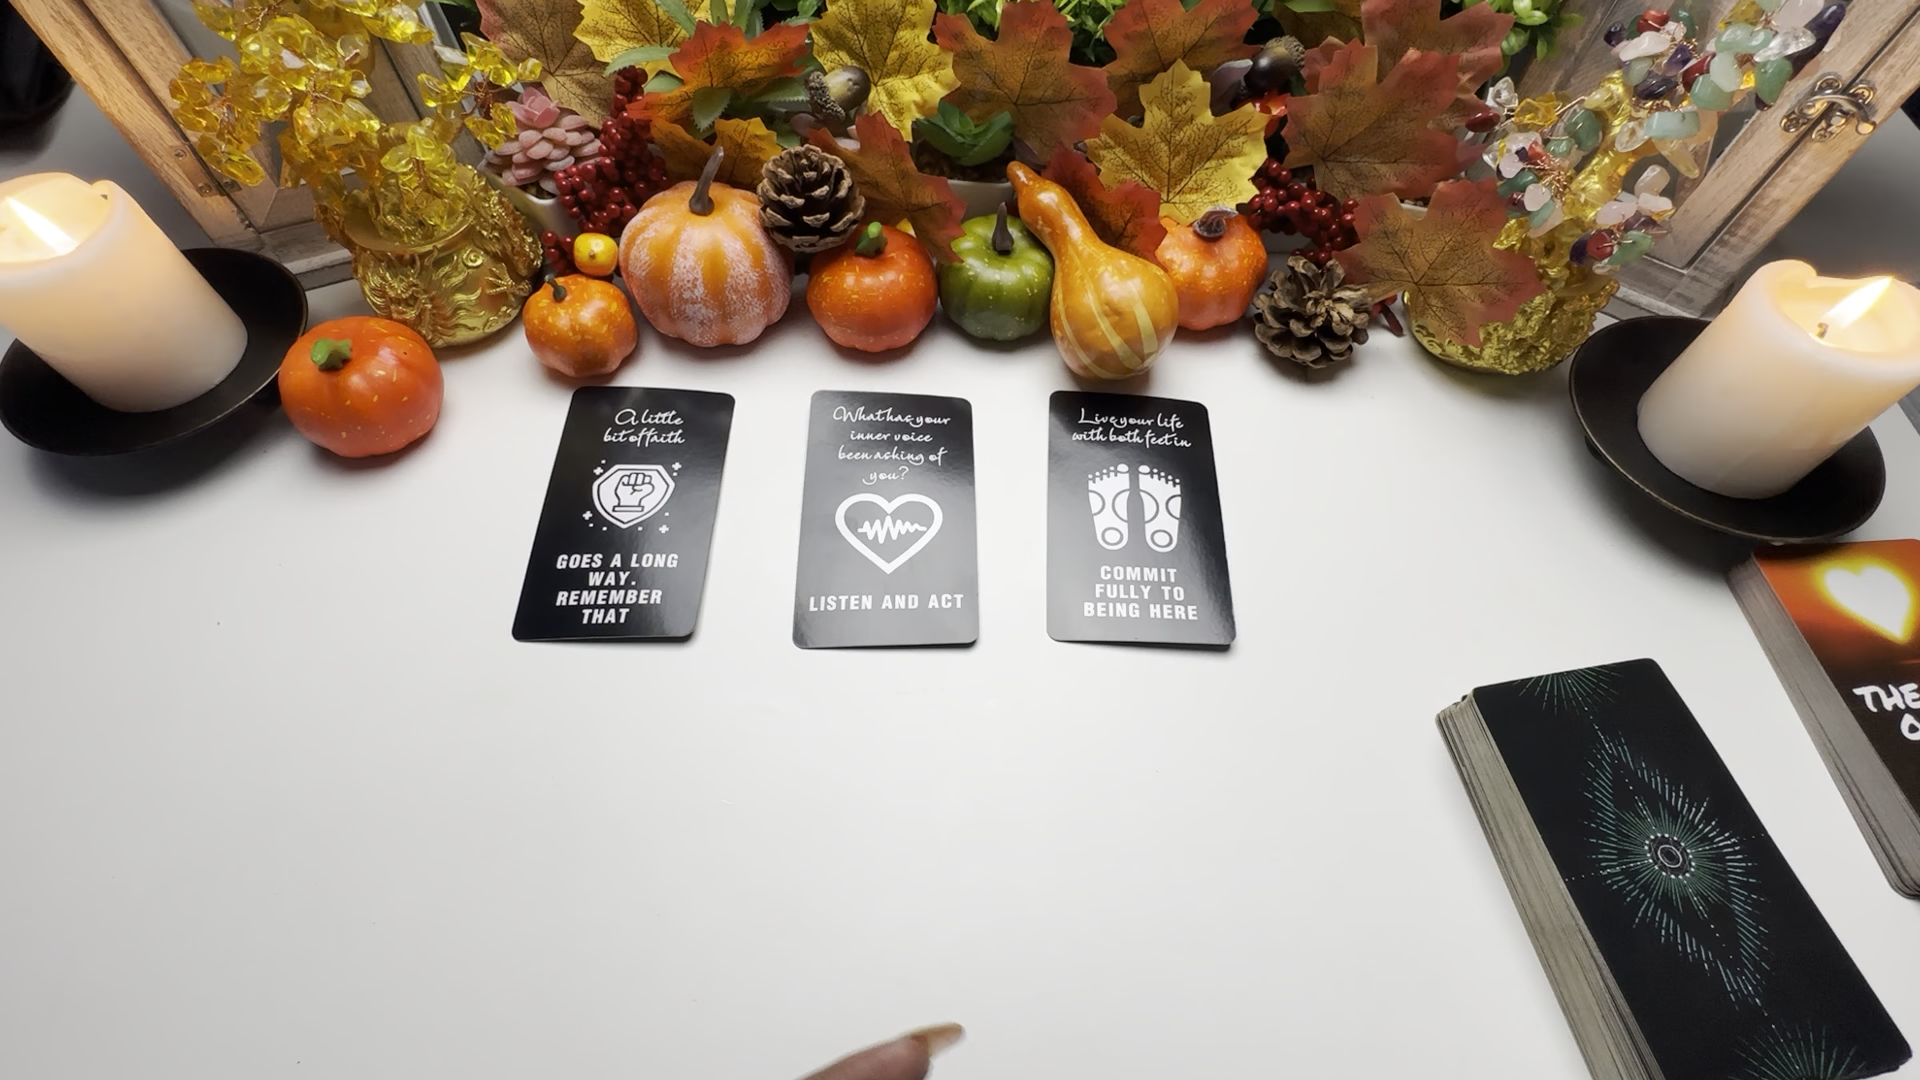 A little
bit of faith
GOES A LONG
WAY.
REMEMBER
THAT
What has your
inner voice
been asking of
you?
LISTEN AND ACT
Live your life
with both feet in
COMMIT
FULLY TO
BEING HERE
THE